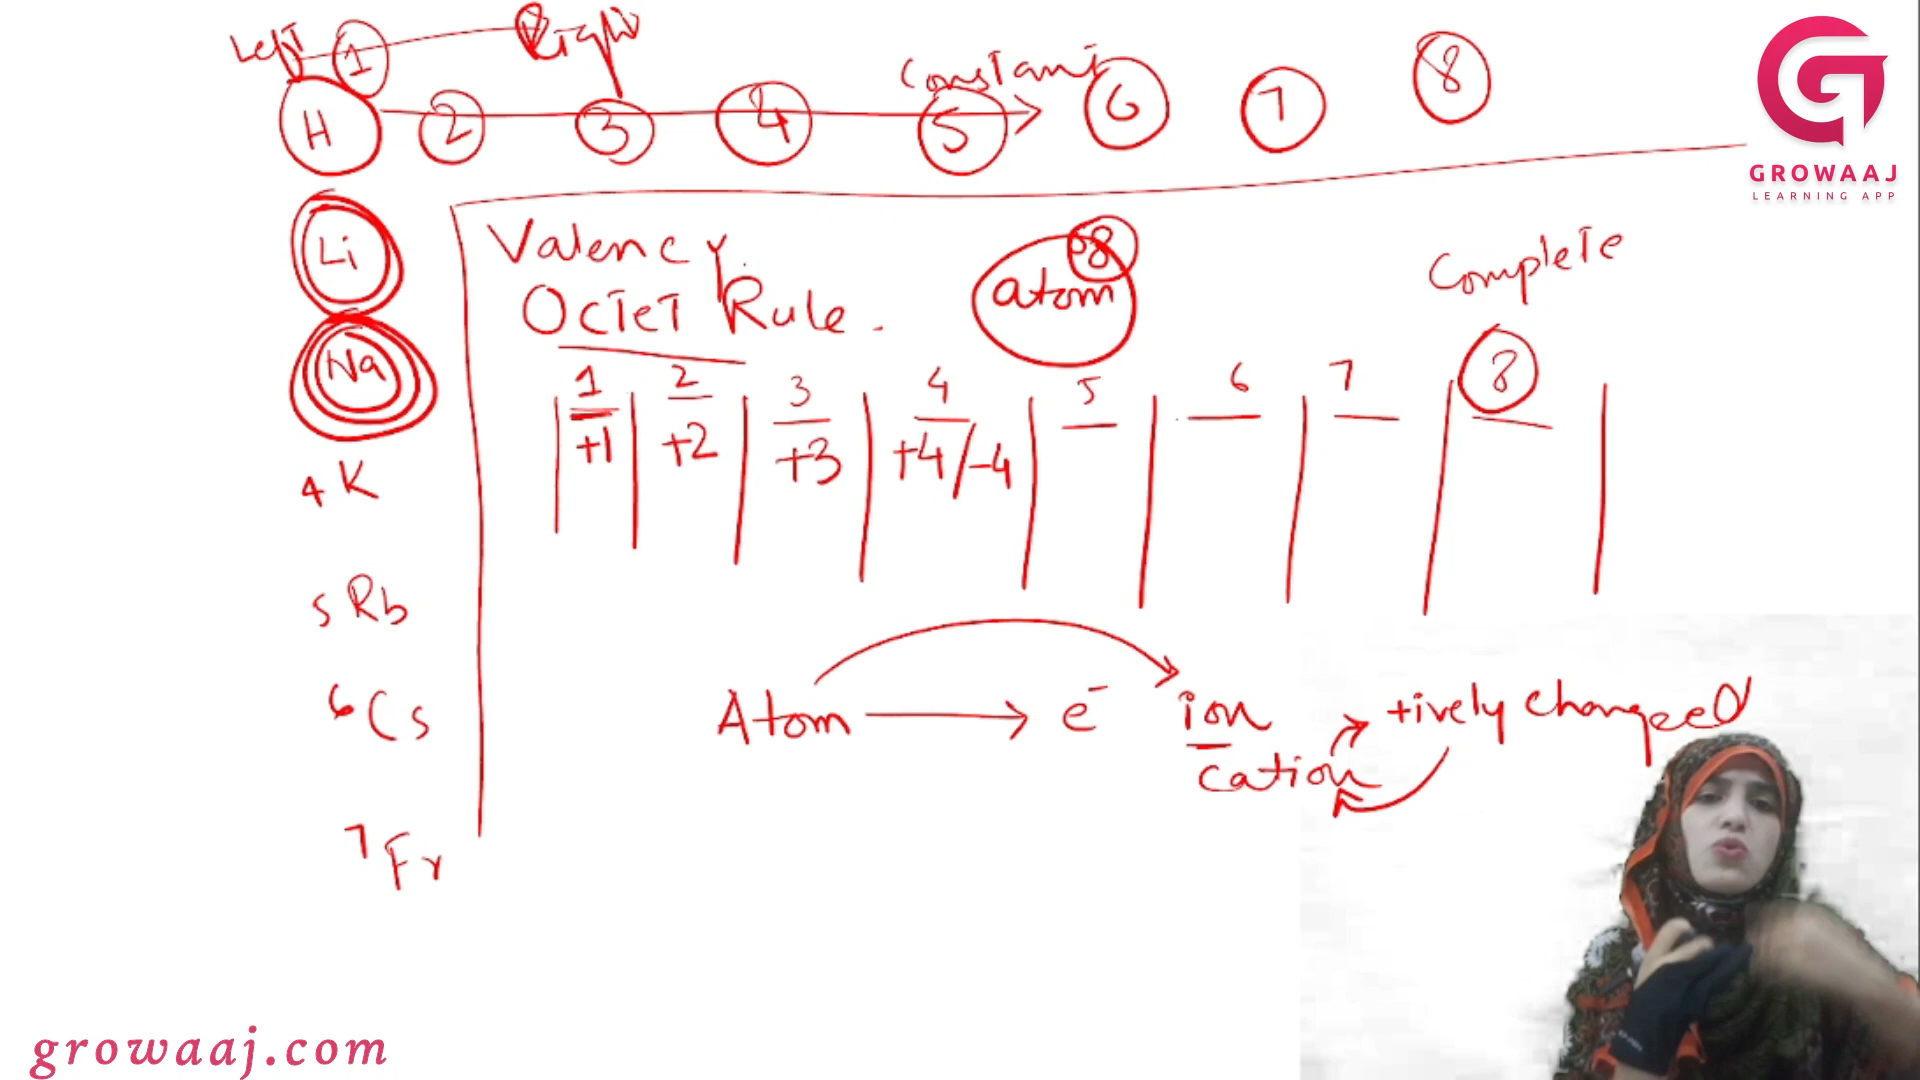 Left 1 Right
H 2 3 4 Constant 5 6 7 8
GROWAAJ
LEARNING APP
Li
Na
4 K
5 Rb
6 Cs
7 Fr
Valency
Octet Rule.
atom 8
Complete
1 2 3 4 5 6 7 8
+1 +2 +3 +4/-4
Atom → e⁻ ion → +ively
cation
growaaj.com